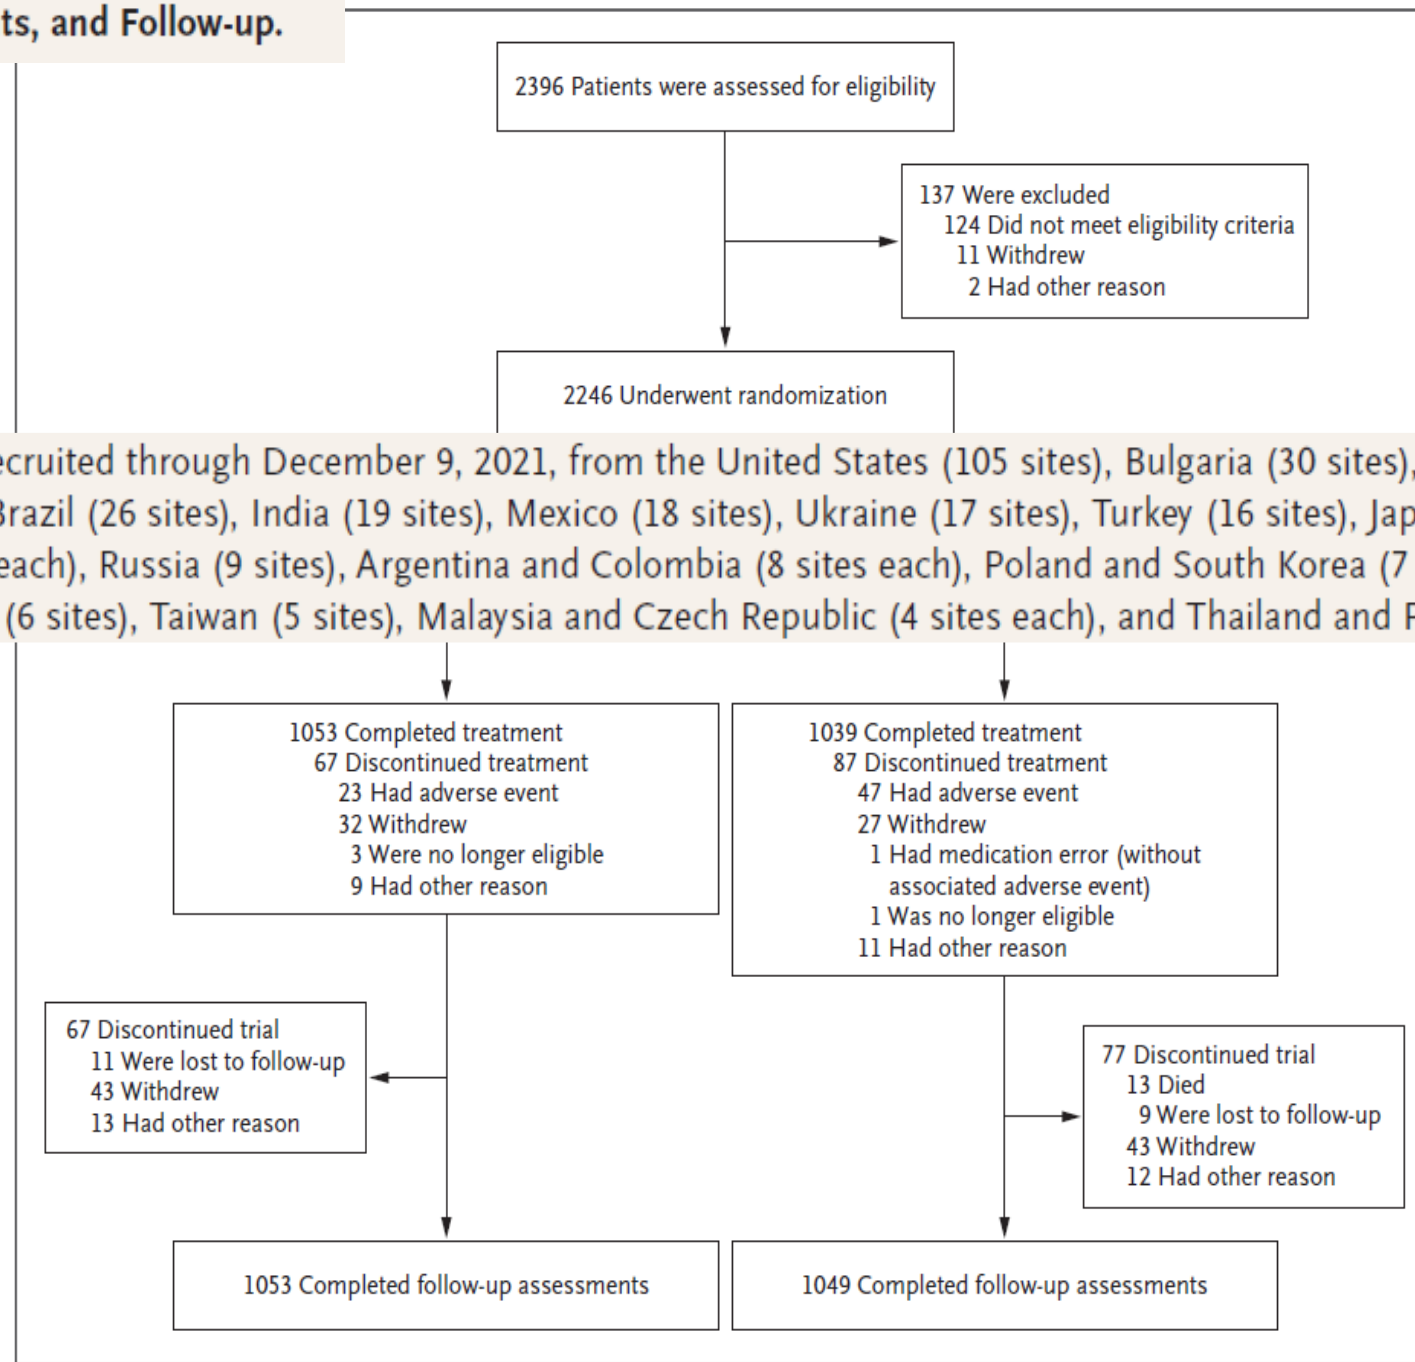 ts, and Follow-up.
2396 Patients were assessed for eligibility
137 Were excluded
124 Did not meet eligibility criteria
11 Withdrew
2 Had other reason
2246 Underwent randomization
ecruited through December 9, 2021, from the United States (105 sites), Bulgaria (30 sites),
Brazil (26 sites), India (19 sites), Mexico (18 sites), Ukraine (17 sites), Turkey (16 sites), Jap
each), Russia (9 sites), Argentina and Colombia (8 sites each), Poland and South Korea (7
(6 sites), Taiwan (5 sites), Malaysia and Czech Republic (4 sites each), and Thailand and
1053 Completed treatment
67 Discontinued treatment
23 Had adverse event
32 Withdrew
3 Were no longer eligible
9 Had other reason
1039 Completed treatment
87 Discontinued treatment
47 Had adverse event
27 Withdrew
1 Had medication error (without
associated adverse event)
1 Was no longer eligible
11 Had other reason
67 Discontinued trial
11 Were lost to follow-up
43 Withdrew
13 Had other reason
77 Discontinued trial
13 Died
9 Were lost to follow-up
43 Withdrew
12 Had other reason
1053 Completed follow-up assessments
1049 Completed follow-up assessments